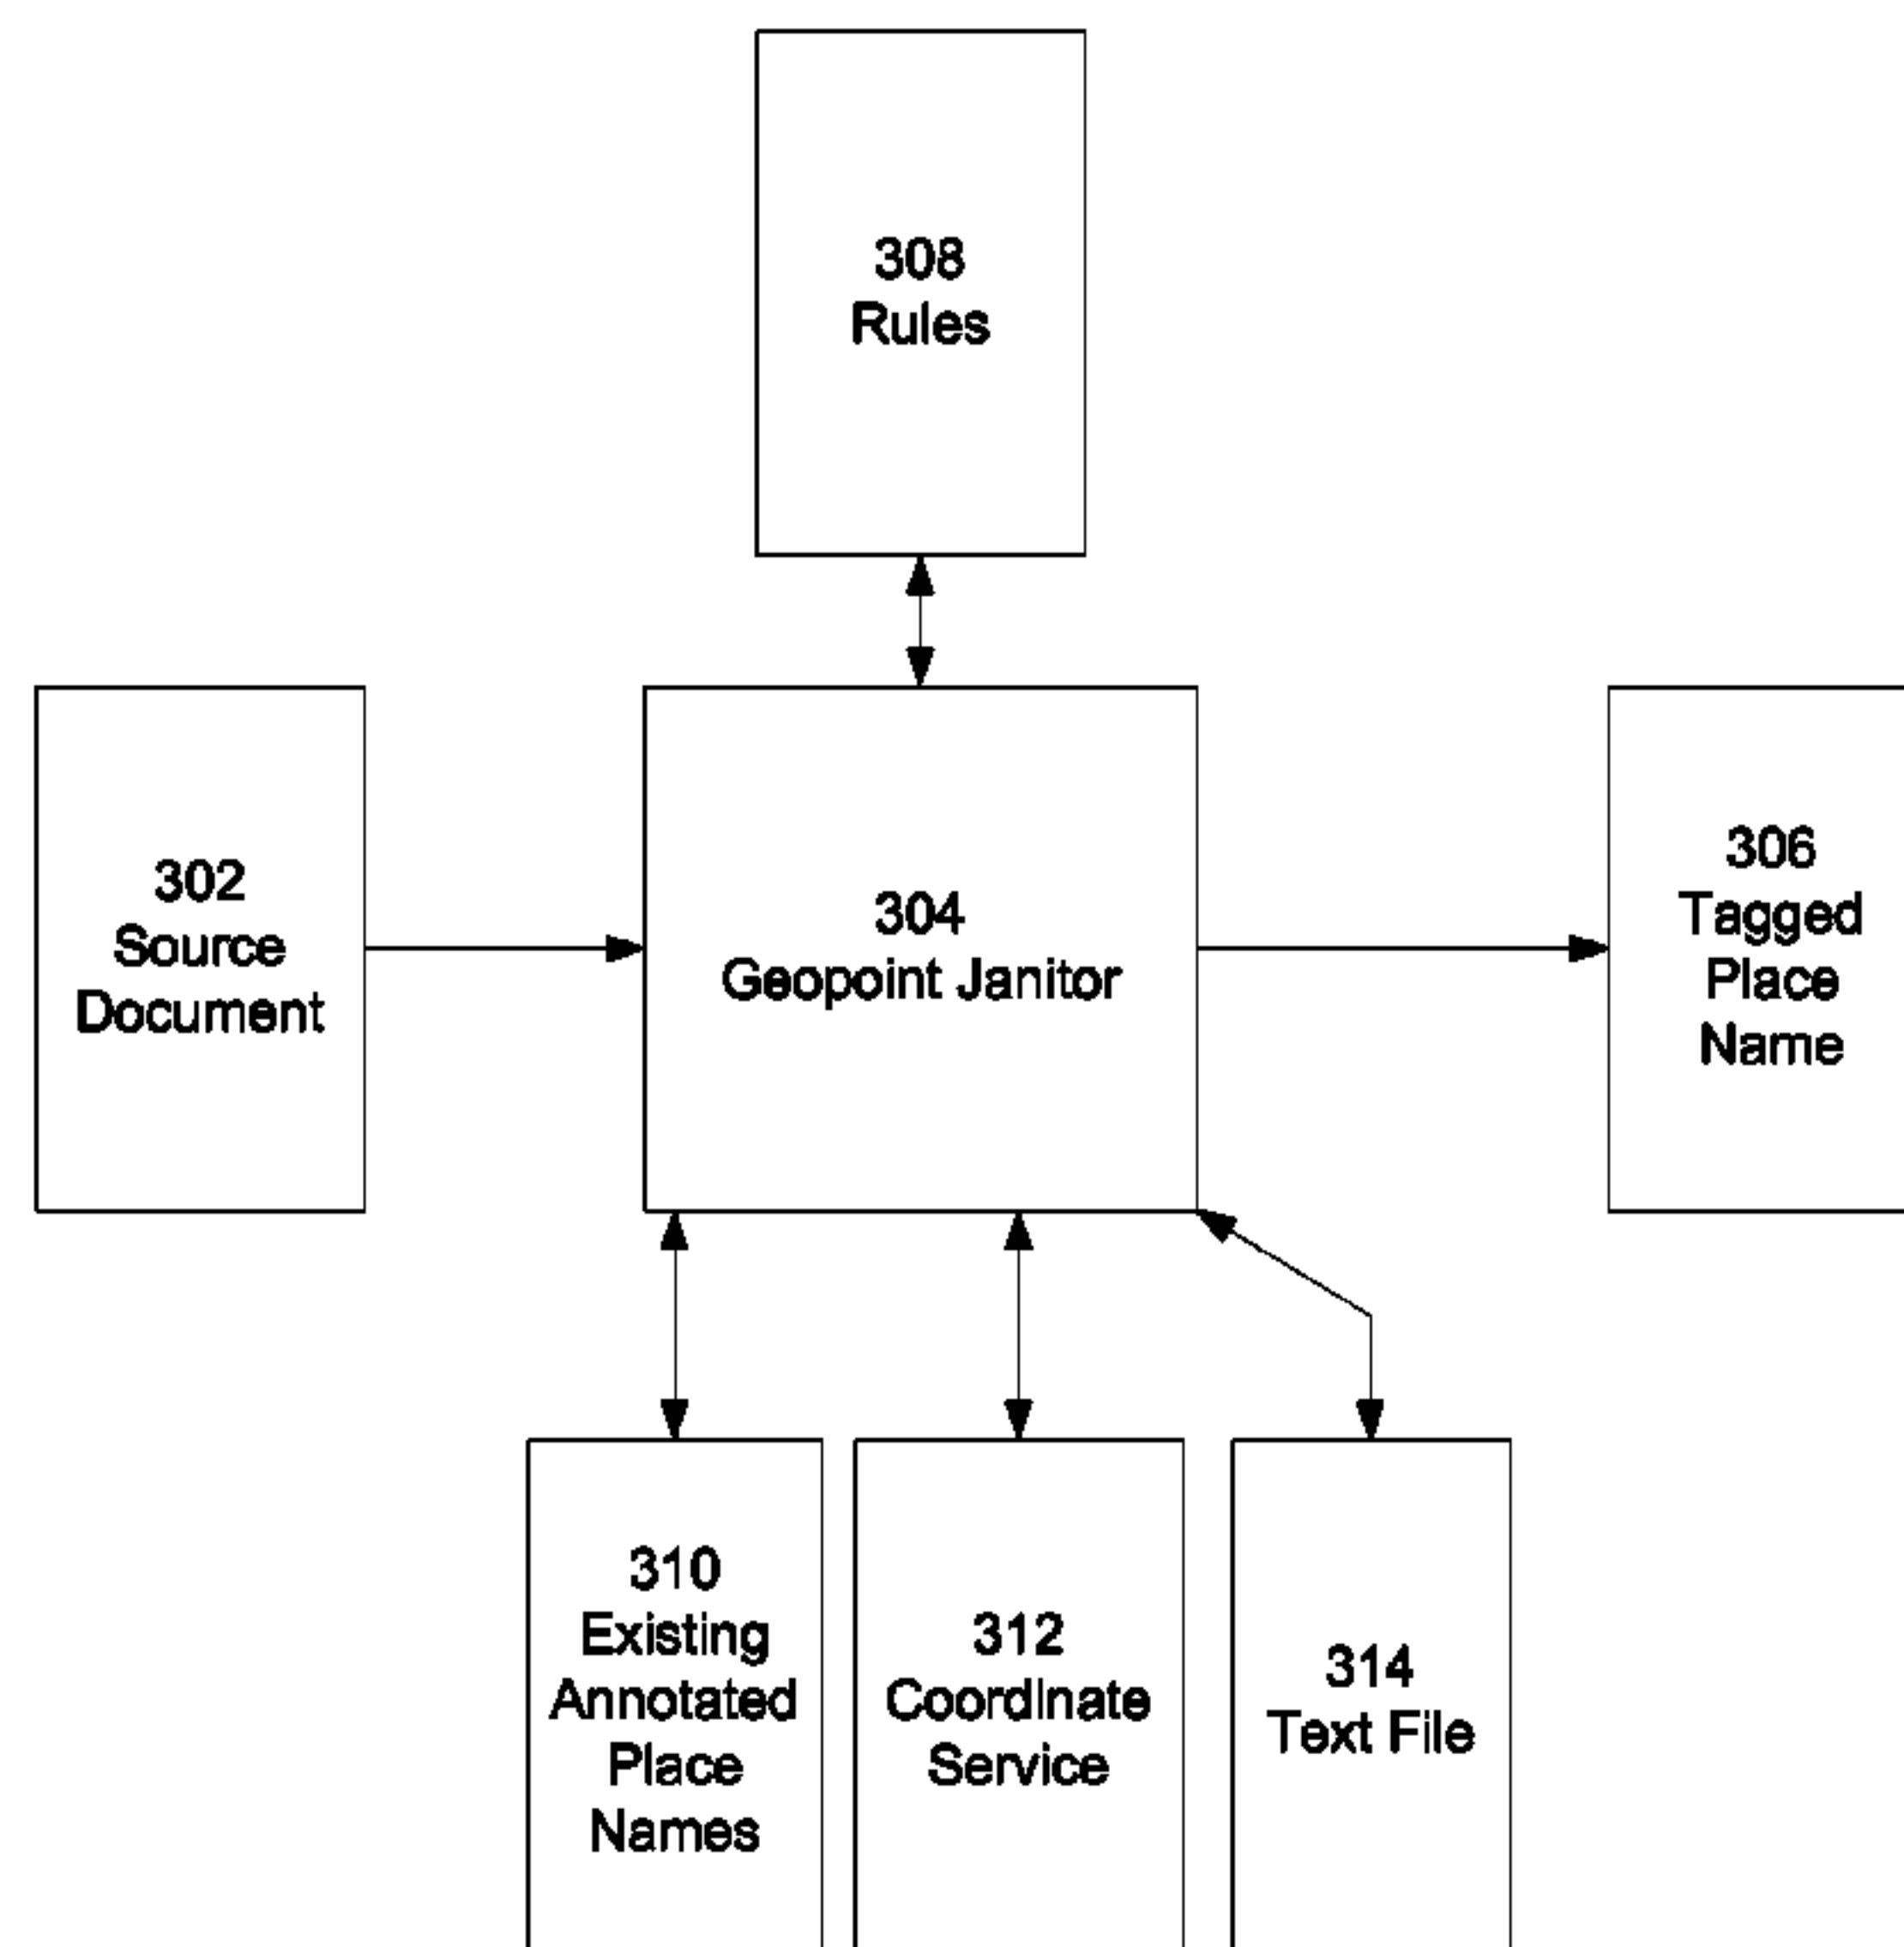 308
Rules
302
Source
Document
304
Geopoint Janitor
306
Tagged
Place
Name
310
Existing
Annotated
Place
Names
312
Coordinate
Service
314
Text File